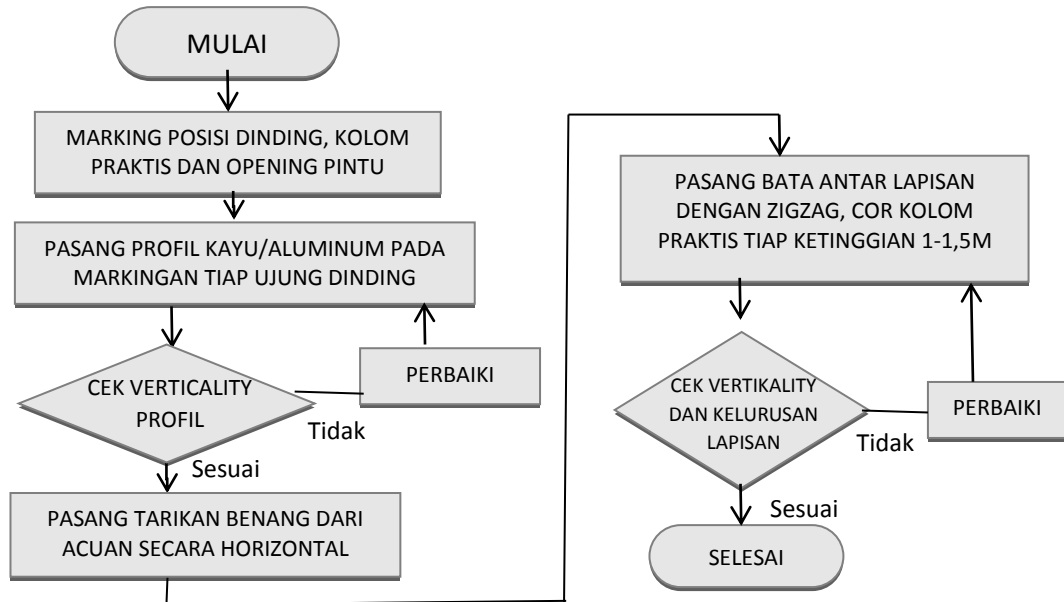 MULAI
MARKING POSISI DINDING, KOLOM
PRAKTIS DAN OPENING PINTU
PASANG PROFIL KAYU/ALUMINUM PADA
MARKINGAN TIAP UJUNG DINDING
CEK VERTICALITY
PROFIL
PERBAIKI
Tidak
Sesuai
PASANG TARIKAN BENANG DARI
ACUAN SECARA HORIZONTAL
PASANG BATA ANTAR LAPISAN
DENGAN ZIGZAG, COR KOLOM
PRAKTIS TIAP KETINGGIAN 1-1,5M
CEK VERTIKALITY
DAN KELURUSAN
LAPISAN
PERBAIKI
Tidak
Sesuai
SELESAI